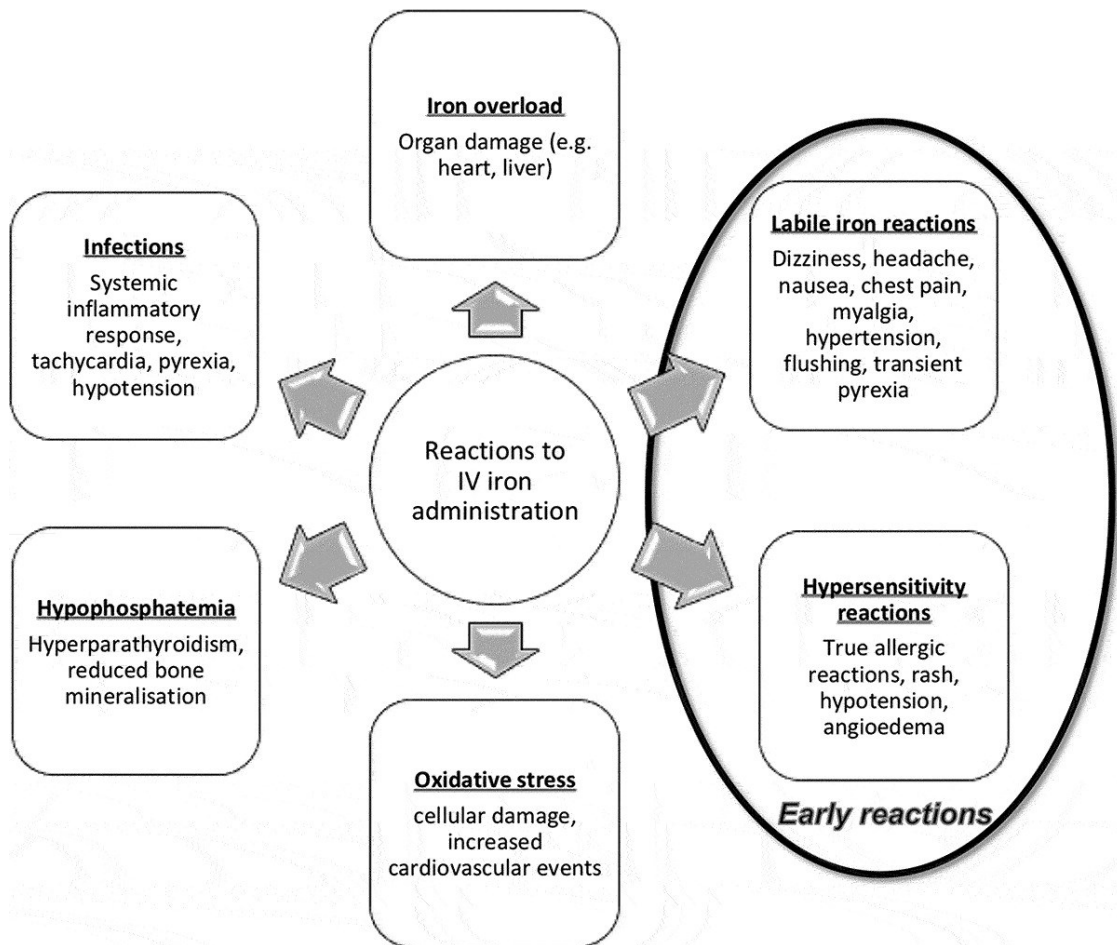 Iron overload
Organ damage (e.g.
heart, liver)
Labile iron reactions
Dizziness, headache,
nausea, chest pain,
myalgia,
hypertension,
flushing, transient
pyrexia
Infections
Systemic
inflammatory
response,
tachycardia, pyrexia,
hypotension
Reactions to
IV iron
administration
Hypophosphatemia
Hyperparathyroidism,
reduced bone
mineralisation
Hypersensitivity
reactions
True allergic
reactions, rash,
hypotension,
angioedema
Oxidative stress
cellular damage,
increased
cardiovascular events
Early reactions